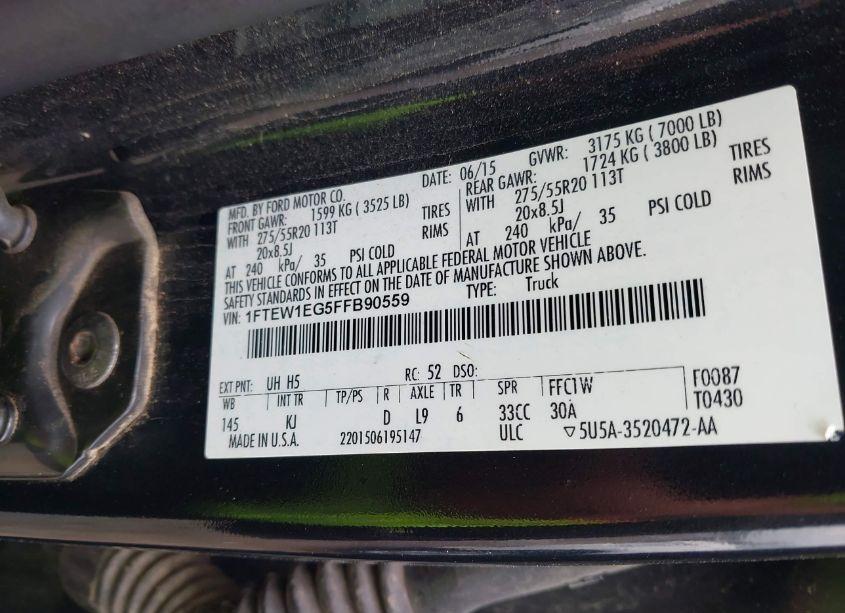 MFD. BY FORD MOTOR CO. DATE: 06/15 GVWR: 3175 KG ( 7000 LB)
FRONT GAWR: 1599 KG ( 3525 LB) REAR GAWR: 1724 KG ( 3800 LB)
WITH 275/55R20 113T TIRES WITH 275/55R20 113T TIRES
20x8.5J RIMS 20x8.5J RIMS
AT 240 kPa/ 35 PSI COLD AT 240 kPa/ 35 PSI COLD
THIS VEHICLE CONFORMS TO ALL APPLICABLE FEDERAL MOTOR VEHICLE
SAFETY STANDARDS IN EFFECT ON THE DATE OF MANUFACTURE SHOWN ABOVE.
VIN: 1FTEW1EG5FFB90559 TYPE: Truck
EXT PNT: UH H5 RC: 52 DSO:
WB INT TR TP/PS R AXLE TR SPR FFC1W F0087
145 KJ D L9 6 33CC 30A T0430
MADE IN U.S.A. 2201506195147 ULC ▽5U5A-3520472-AA